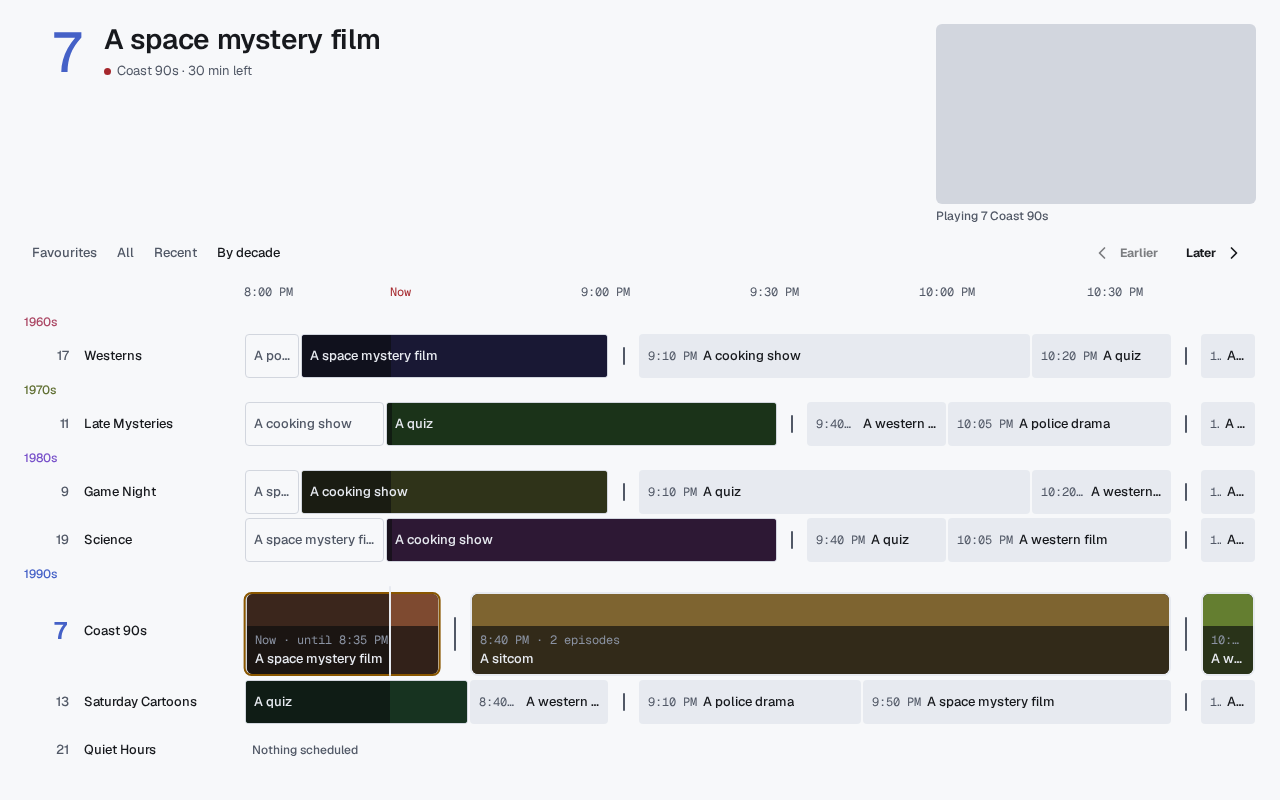 7 A space mystery film
Coast 90s · 30 min left
Playing 7 Coast 90s
Favourites All Recent By decade Earlier Later
8:00 PM Now 9:00 PM 9:30 PM 10:00 PM 10:30 PM
1960s
17 Westerns A po… A space mystery film 9:10 PM A cooking show 10:20 PM A quiz 1… A…
1970s
11 Late Mysteries A cooking show A quiz 9:40… A western … 10:05 PM A police drama 1… A …
1980s
9 Game Night A sp… A cooking show 9:10 PM A quiz 10:20… A western… 1… A…
19 Science A space mystery fi… A cooking show 9:40 PM A quiz 10:05 PM A western film 1… A…
1990s
7 Coast 90s
Now · until 8:35 PM 8:40 PM · 2 episodes 10:…
A space mystery film A sitcom A w…
13 Saturday Cartoons A quiz 8:40… A western … 9:10 PM A police drama 9:50 PM A space mystery film 1… A…
21 Quiet Hours Nothing scheduled